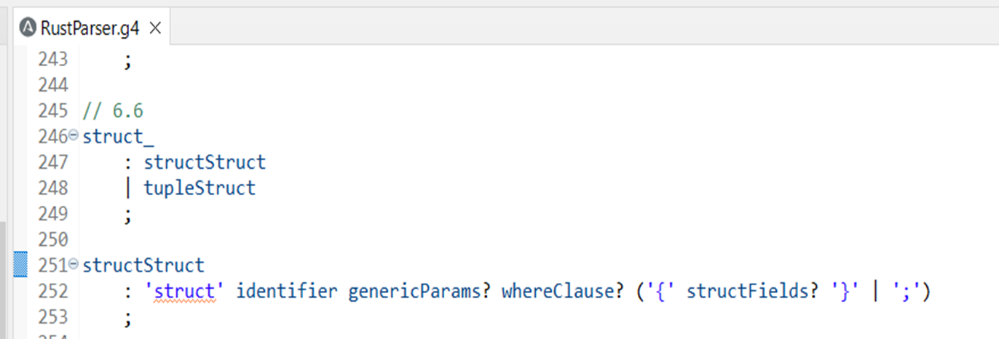 RustParser.g4
243 ;
244
245 // 6.6
246 struct_
247 : structStruct
248 | tupleStruct
249 ;
250
251 structStruct
252 : 'struct' identifier genericParams? whereClause? ('{' structFields? '}' | ';')
253 ;